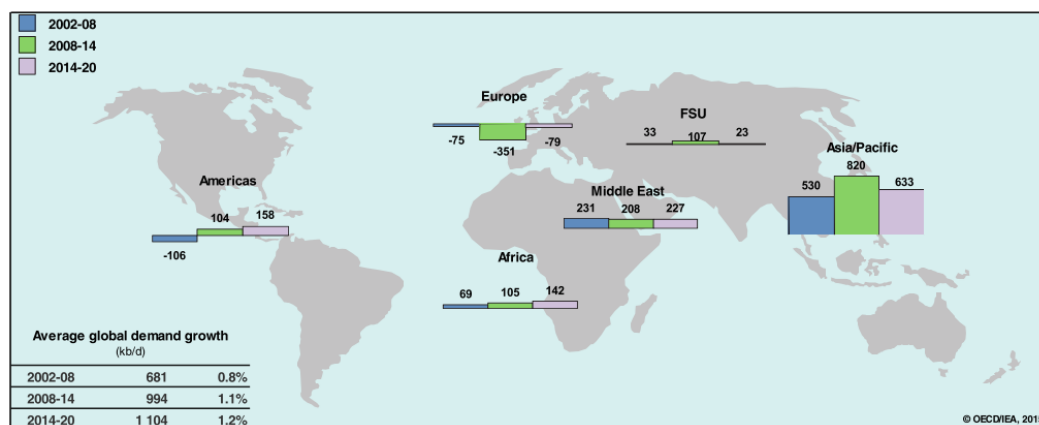 2002-08
2008-14
2014-20
Europe
-75
-351
-79
FSU
33
107
23
Asia/Pacific
530
820
633
Americas
-106
104
158
Middle East
231
208
227
Africa
69
105
142
Average global demand growth
(kb/d)
2002-08 681 0.8%
2008-14 994 1.1%
2014-20 1 104 1.2%
© OECD/IEA, 201